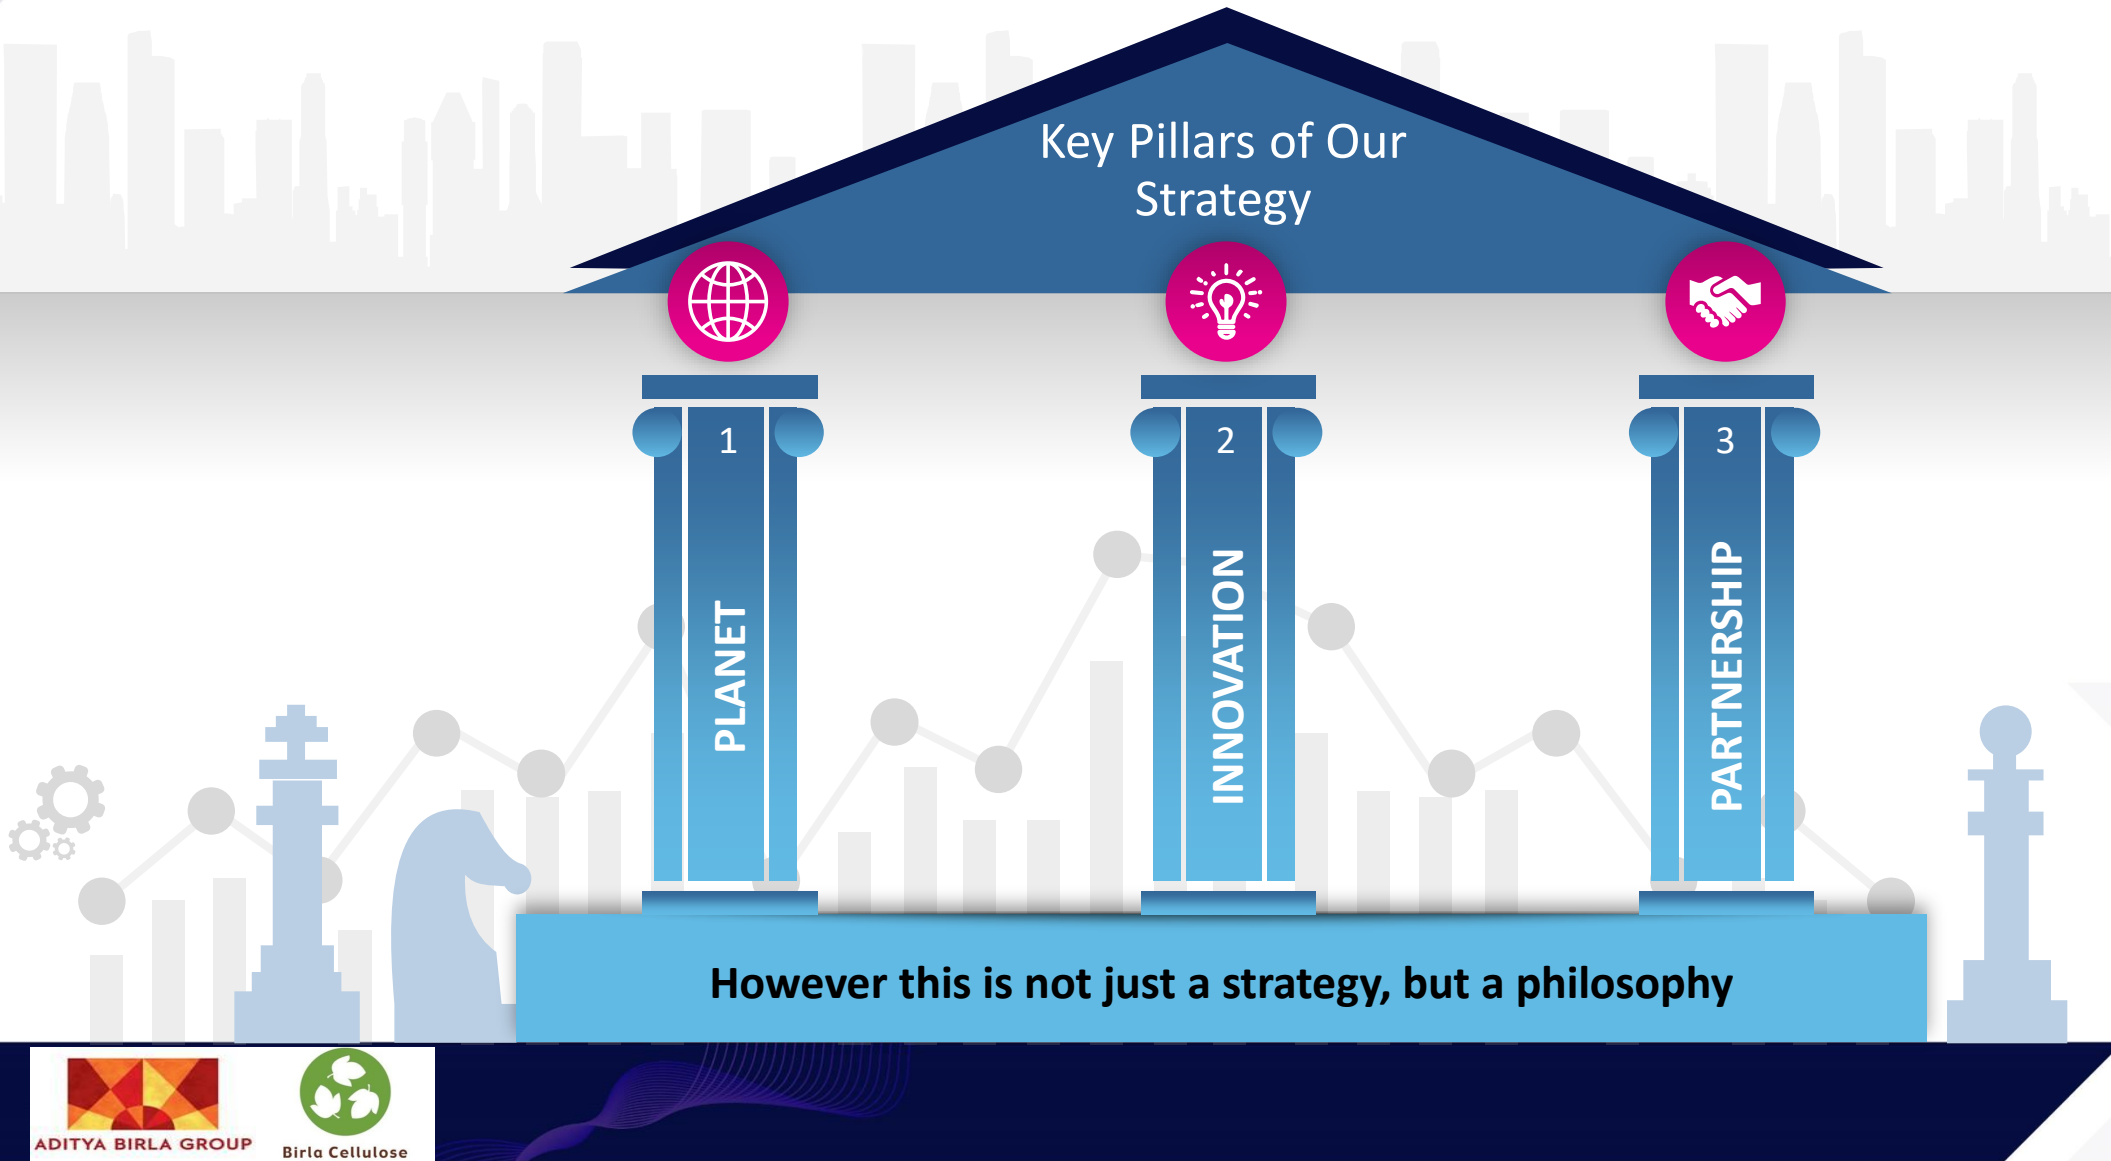 Key Pillars of Our
Strategy
1
2
3
PLANET
INNOVATION
PARTNERSHIP
However this is not just a strategy, but a philosophy
ADITYA BIRLA GROUP
Birla Cellulose